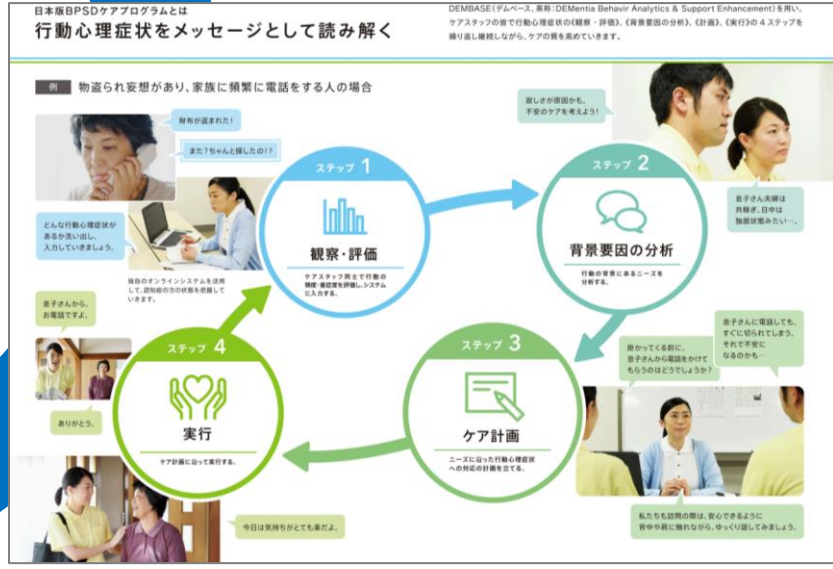 日本版BPSDケアプログラムとは
行動心理症状をメッセージとして読み解く
DEMBASE(デムベース、英称:DEMentia Behavir Analytics & Support Enhancement)を用い、
ケアスタッフの皆で行動心理症状の《観察・評価》、《背景要因の分析》、《計画》、《実行》の4ステップを
繰り返し継続しながら、ケアの質を高めていきます。
例 物盗られ妄想があり、家族に頻繁に電話をする人の場合
財布が盗まれた!
また?ちゃんと探したの!?
どんな行動心理症状が
あるか洗い出し、
入力していきましょう。
独自のオンラインシステムを活用
して、認知症の方の状態を把握して
いきます。
ステップ 1
観察・評価
ケアスタッフ同士で行動の
頻度・重症度を評価し、システム
に入力する。
寂しさが原因かも、
不安のケアを考えよう!
ステップ 2
背景要因の分析
行動の背景にあるニーズを
分析する。
息子さん夫婦は
共稼ぎ、日中は
独居状態みたい…。
ステップ 3
ケア計画
ニーズに沿った行動心理症状
への対応の計画を立てる。
掛かってくる前に、
息子さんから電話をかけて
もらうのはどうでしょうか?
息子さんに電話しても、
すぐに切られてしまう、
それで不安に
なるのかも…
私たちも訪問の際は、安心できるように
背中や肩に触れながら、ゆっくり話してみましょう。
ステップ 4
実行
ケア計画に沿って実行する。
息子さんから、
お電話ですよ。
ありがとう。
今日は気持ちがとても楽だよ。